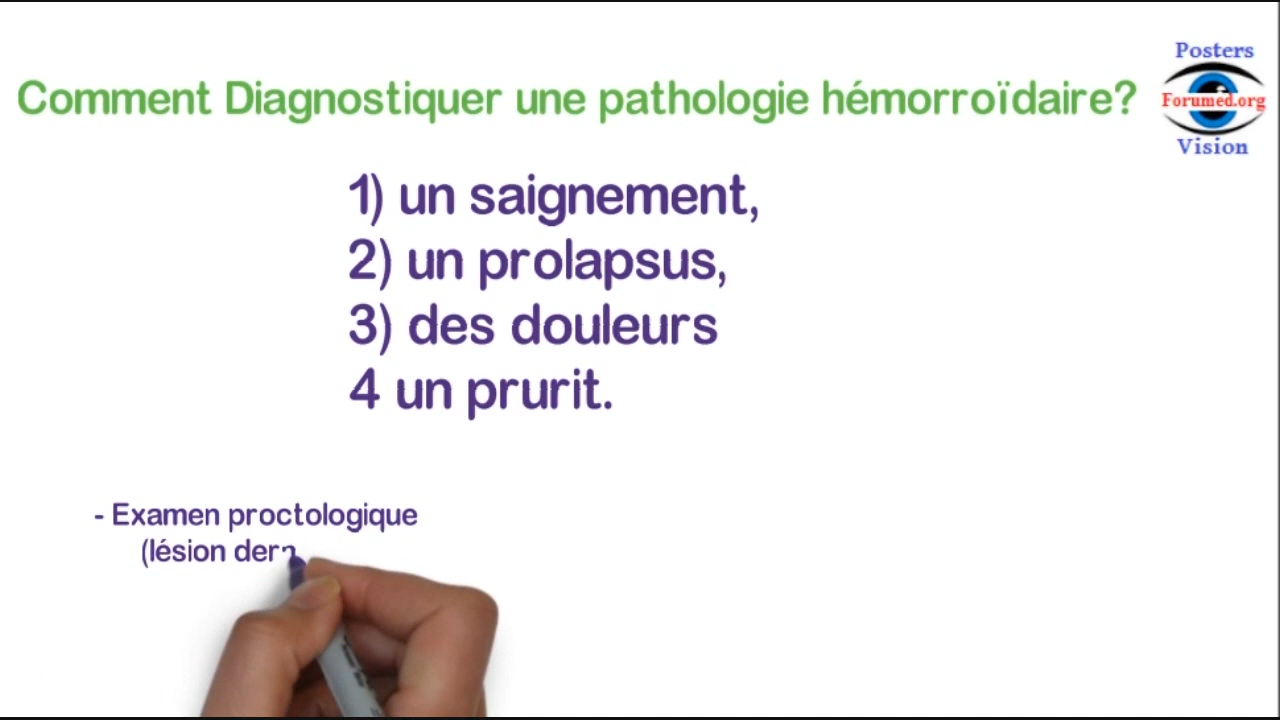 Posters
Comment Diagnostiquer une pathologie hémorroïdaire?
Forumed.org
Vision
1) un saignement,
2) un prolapsus,
3) des douleurs
4 un prurit.
- Examen proctologique
(lésion